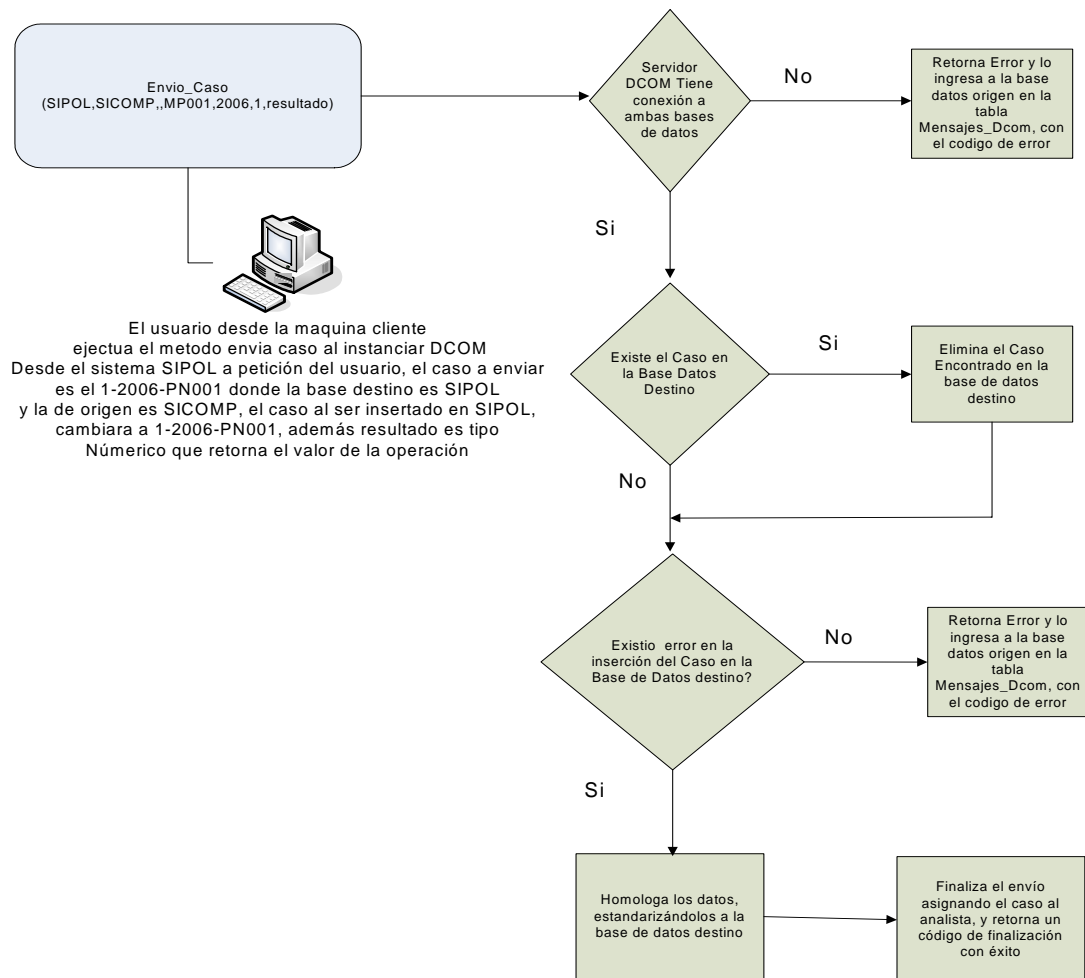 Envio_Caso
(SIPOL,SICOMP,,MP001,2006,1,resultado)
Servidor
DCOM Tiene
conexión a
ambas bases
de datos
No
Retorna Error y lo
ingresa a la base
datos origen en la
tabla
Mensajes_Dcom, con
el codigo de error
Si
El usuario desde la maquina cliente
ejectua el metodo envia caso al instanciar DCOM
Desde el sistema SIPOL a petición del usuario, el caso a enviar
es el 1-2006-PN001 donde la base destino es SIPOL
y la de origen es SICOMP, el caso al ser insertado en SIPOL,
cambiara a 1-2006-PN001, además resultado es tipo
Númerico que retorna el valor de la operación
Existe el Caso en
la Base Datos
Destino
Si
Elimina el Caso
Encontrado en la
base de datos
destino
No
Existio error en la
inserción del Caso en la
Base de Datos destino?
No
Retorna Error y lo
ingresa a la base
datos origen en la
tabla
Mensajes_Dcom, con
el codigo de error
Si
Homologa los datos,
estandarizándolos a la
base de datos destino
Finaliza el envío
asignando el caso al
analista, y retorna un
código de finalización
con éxito